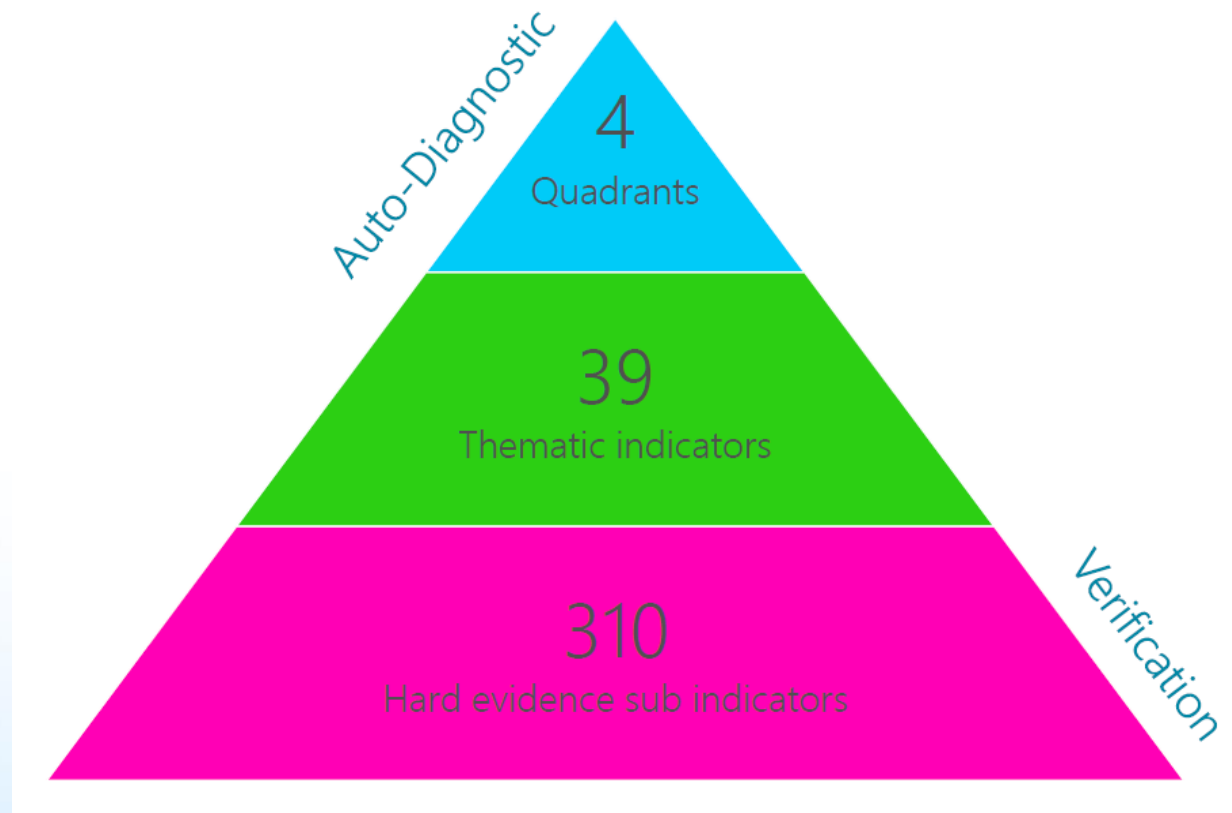 Auto-Diagnostic
4
Quadrants
39
Thematic indicators
310
Hard evidence sub indicators
Verification